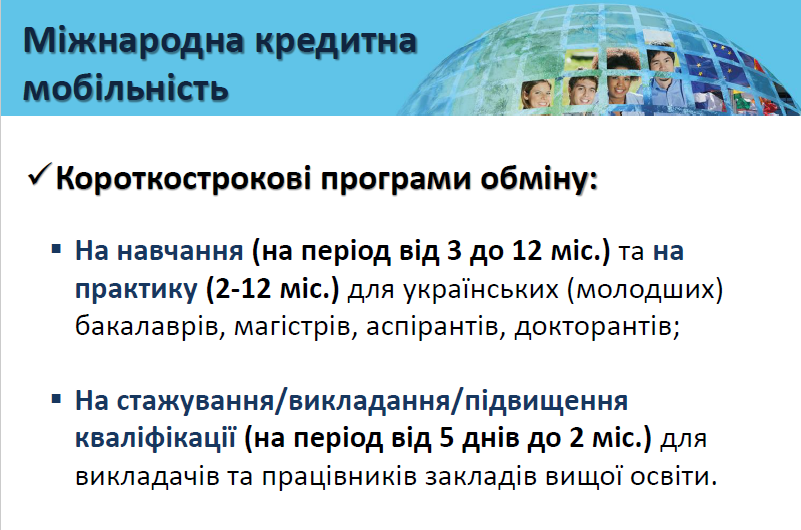 Міжнародна кредитна
мобільність
✓Короткострокові програми обміну:
▪ На навчання (на період від 3 до 12 міс.) та на
практику (2-12 міс.) для українських (молодших)
бакалаврів, магістрів, аспірантів, докторантів;
▪ На стажування/викладання/підвищення
кваліфікації (на період від 5 днів до 2 міс.) для
викладачів та працівників закладів вищої освіти.